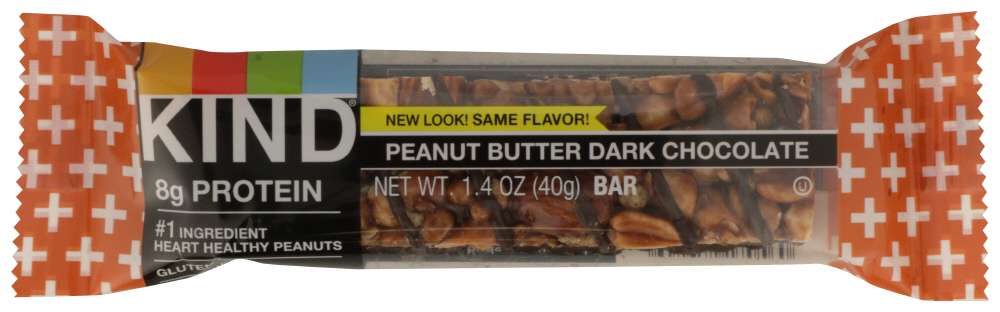 KIND®
8g PROTEIN
#1 INGREDIENT
HEART HEALTHY PEANUTS
NEW LOOK! SAME FLAVOR!
PEANUT BUTTER DARK CHOCOLATE
NET WT. 1.4 OZ (40g) BAR
U